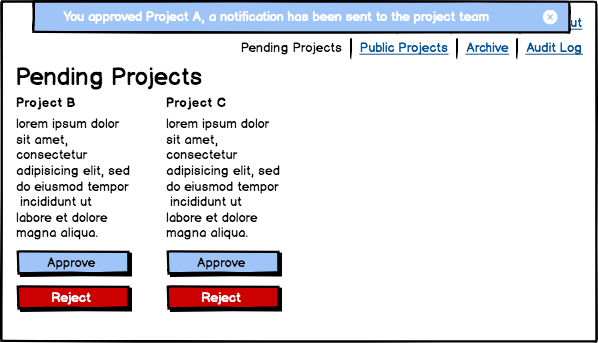 You approved Project A, a notification has been sent to the project team
ut
Pending Projects Public Projects Archive Audit Log
Pending Projects
Project B
lorem ipsum dolor
sit amet,
consectetur
adipisicing elit, sed
do eiusmod tempor
incididunt ut
labore et dolore
magna aliqua.
Approve
Reject
Project C
lorem ipsum dolor
sit amet,
consectetur
adipisicing elit, sed
do eiusmod tempor
incididunt ut
labore et dolore
magna aliqua.
Approve
Reject